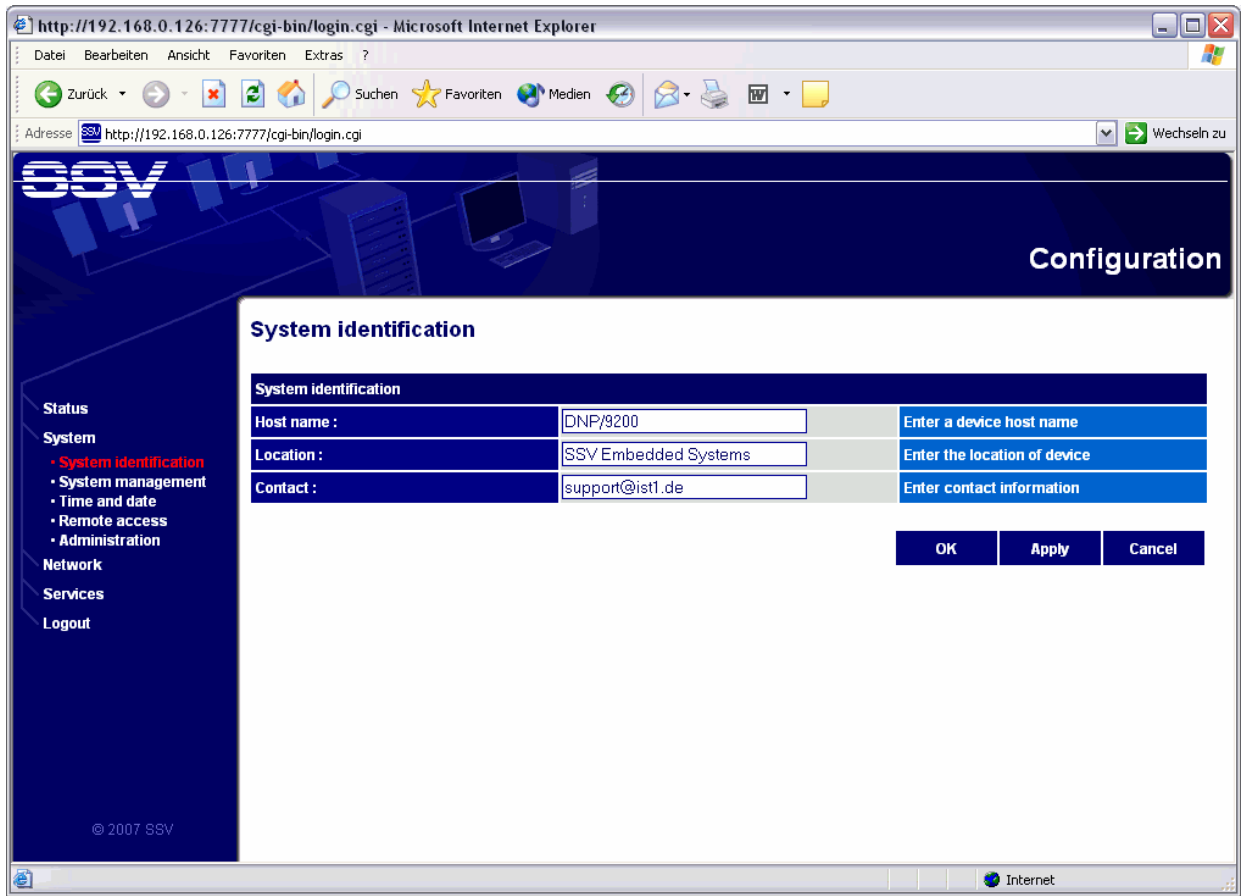 http://192.168.0.126:7777/cgi-bin/login.cgi - Microsoft Internet Explorer
Datei Bearbeiten Ansicht Favoriten Extras ?
Zurück Suchen Favoriten Medien
Adresse SSV http://192.168.0.126:7777/cgi-bin/login.cgi Wechseln zu
SSV
Configuration
System identification
System identification
Host name : DNP/9200 Enter a device host name
Location : SSV Embedded Systems Enter the location of device
Contact : support@ist1.de Enter contact information
OK Apply Cancel
Status
System
• System identification
• System management
• Time and date
• Remote access
• Administration
Network
Services
Logout
© 2007 SSV
Internet